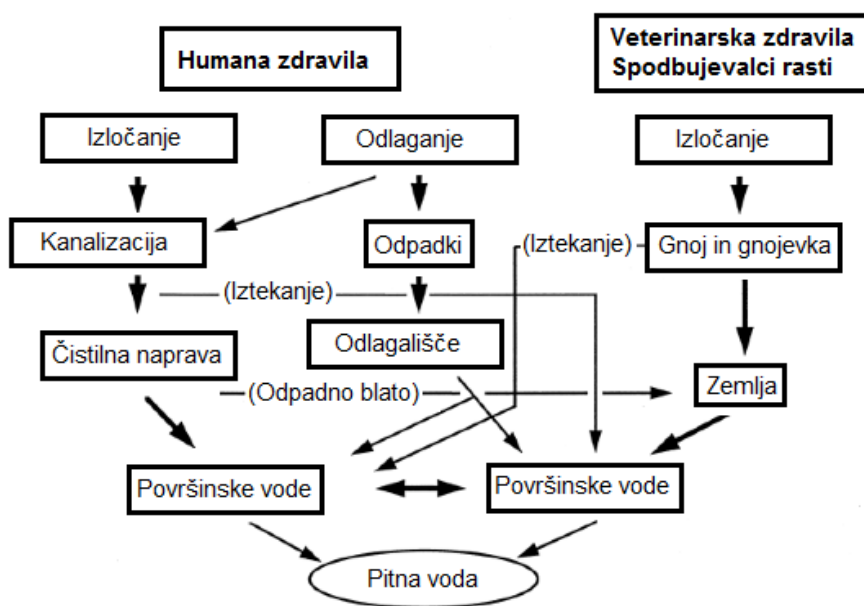 Humana zdravila
Veterinarska zdravila
Spodbujevalci rasti
Izločanje
Odlaganje
Izločanje
Kanalizacija
Odpadki
(Iztekanje)
Gnoj in gnojevka
(Iztekanje)
Čistilna naprava
Odlagališče
(Odpadno blato)
Zemlja
Površinske vode
Površinske vode
Pitna voda